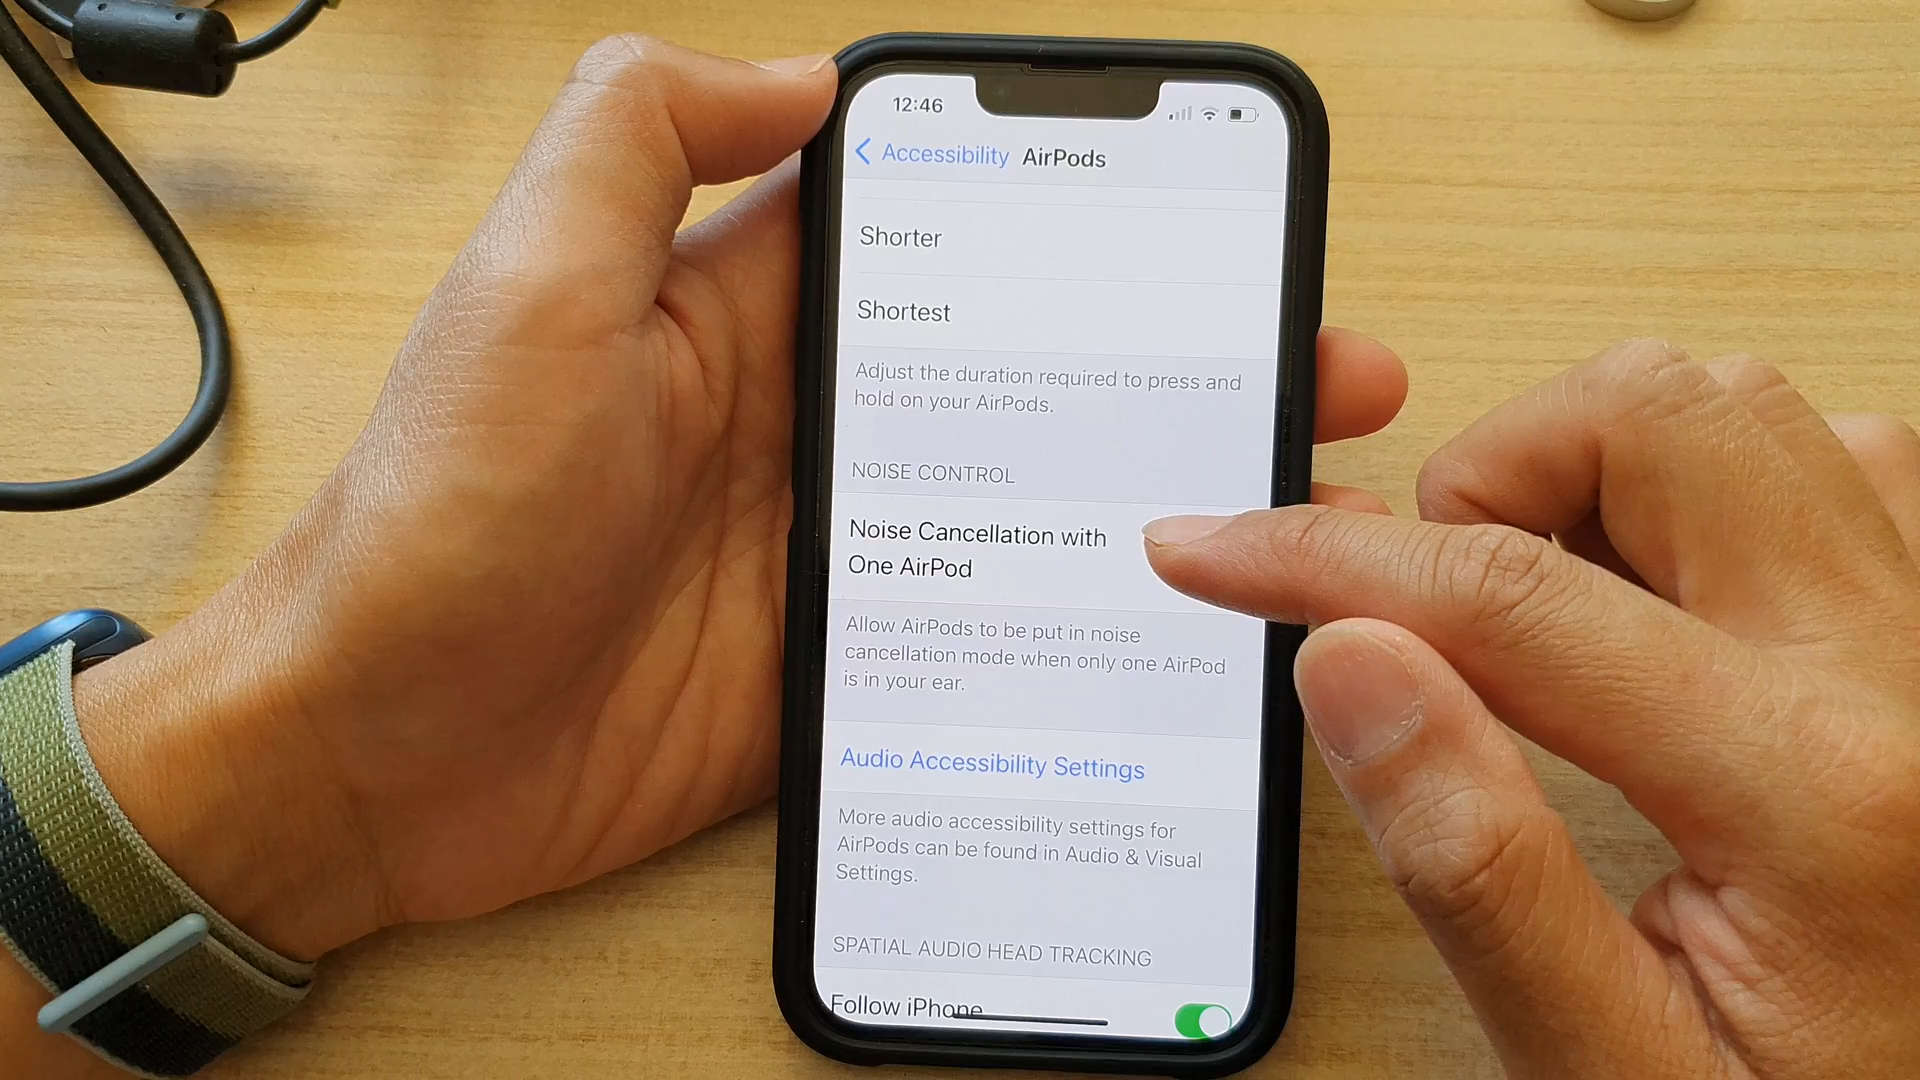 12:46
Accessibility AirPods
Shorter
Shortest
Adjust the duration required to press and
hold on your AirPods.
NOISE CONTROL
Noise Cancellation with
One AirPod
Allow AirPods to be put in noise
cancellation mode when only one AirPod
is in your ear.
Audio Accessibility Settings
More audio accessibility settings for
AirPods can be found in Audio & Visual
Settings.
SPATIAL AUDIO HEAD TRACKING
Follow iPhone